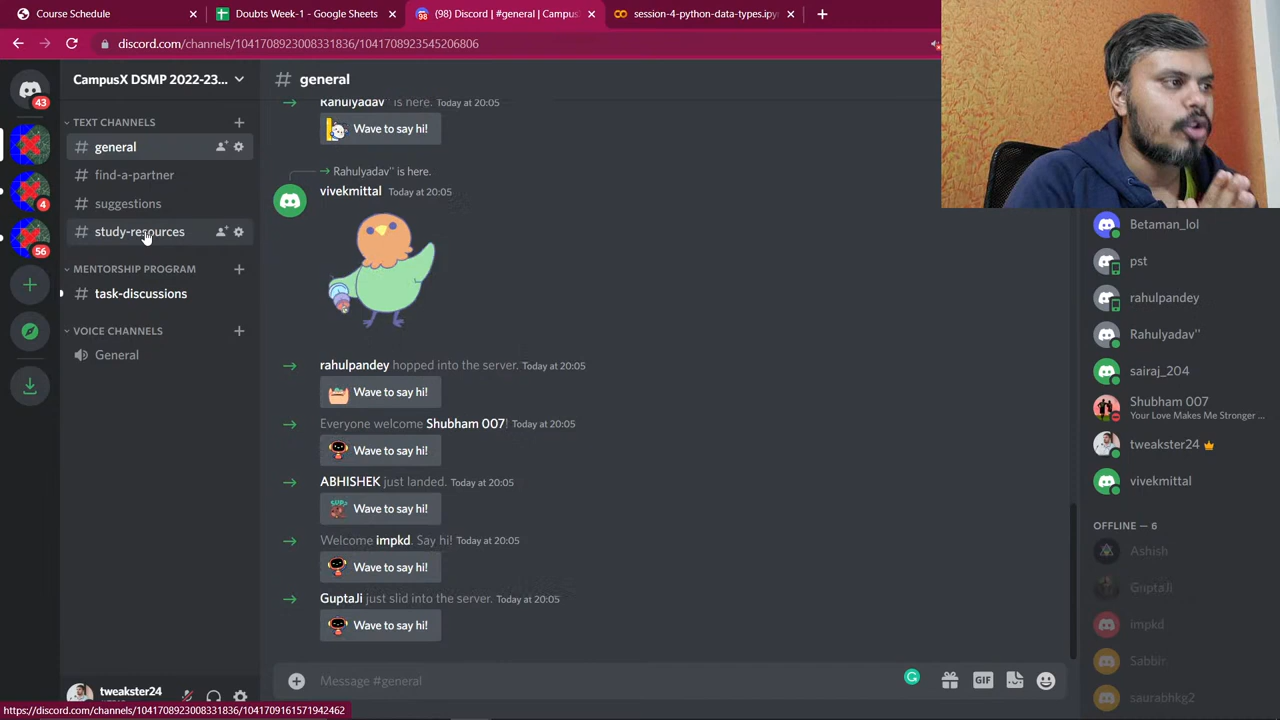 Course Schedule
Doubts Week-1 - Google Sheets
(98) Discord | #general | Campus
session-4-python-data-types.ipy
discord.com/channels/1041708923008331836/1041708923545206806
CampusX DSMP 2022-23...
general
TEXT CHANNELS
general
find-a-partner
suggestions
study-resources
MENTORSHIP PROGRAM
task-discussions
VOICE CHANNELS
General
43
4
56
Rahulyadav'' is here. Today at 20:05
Wave to say hi!
Rahulyadav'' is here.
vivekmittal Today at 20:05
rahulpandey hopped into the server. Today at 20:05
Wave to say hi!
Everyone welcome Shubham 007! Today at 20:05
Wave to say hi!
ABHISHEK just landed. Today at 20:05
Wave to say hi!
Welcome impkd. Say hi! Today at 20:05
Wave to say hi!
GuptaJi just slid into the server. Today at 20:05
Wave to say hi!
Message #general
GIF
Betaman_lol
pst
rahulpandey
Rahulyadav''
sairaj_204
Shubham 007
Your Love Makes Me Stronger ...
tweakster24
vivekmittal
OFFLINE — 6
Ashish
GuptaJi
impkd
Sabbir
saurabhkg2
tweakster24
https://discord.com/channels/1041708923008331836/1041709161571942462